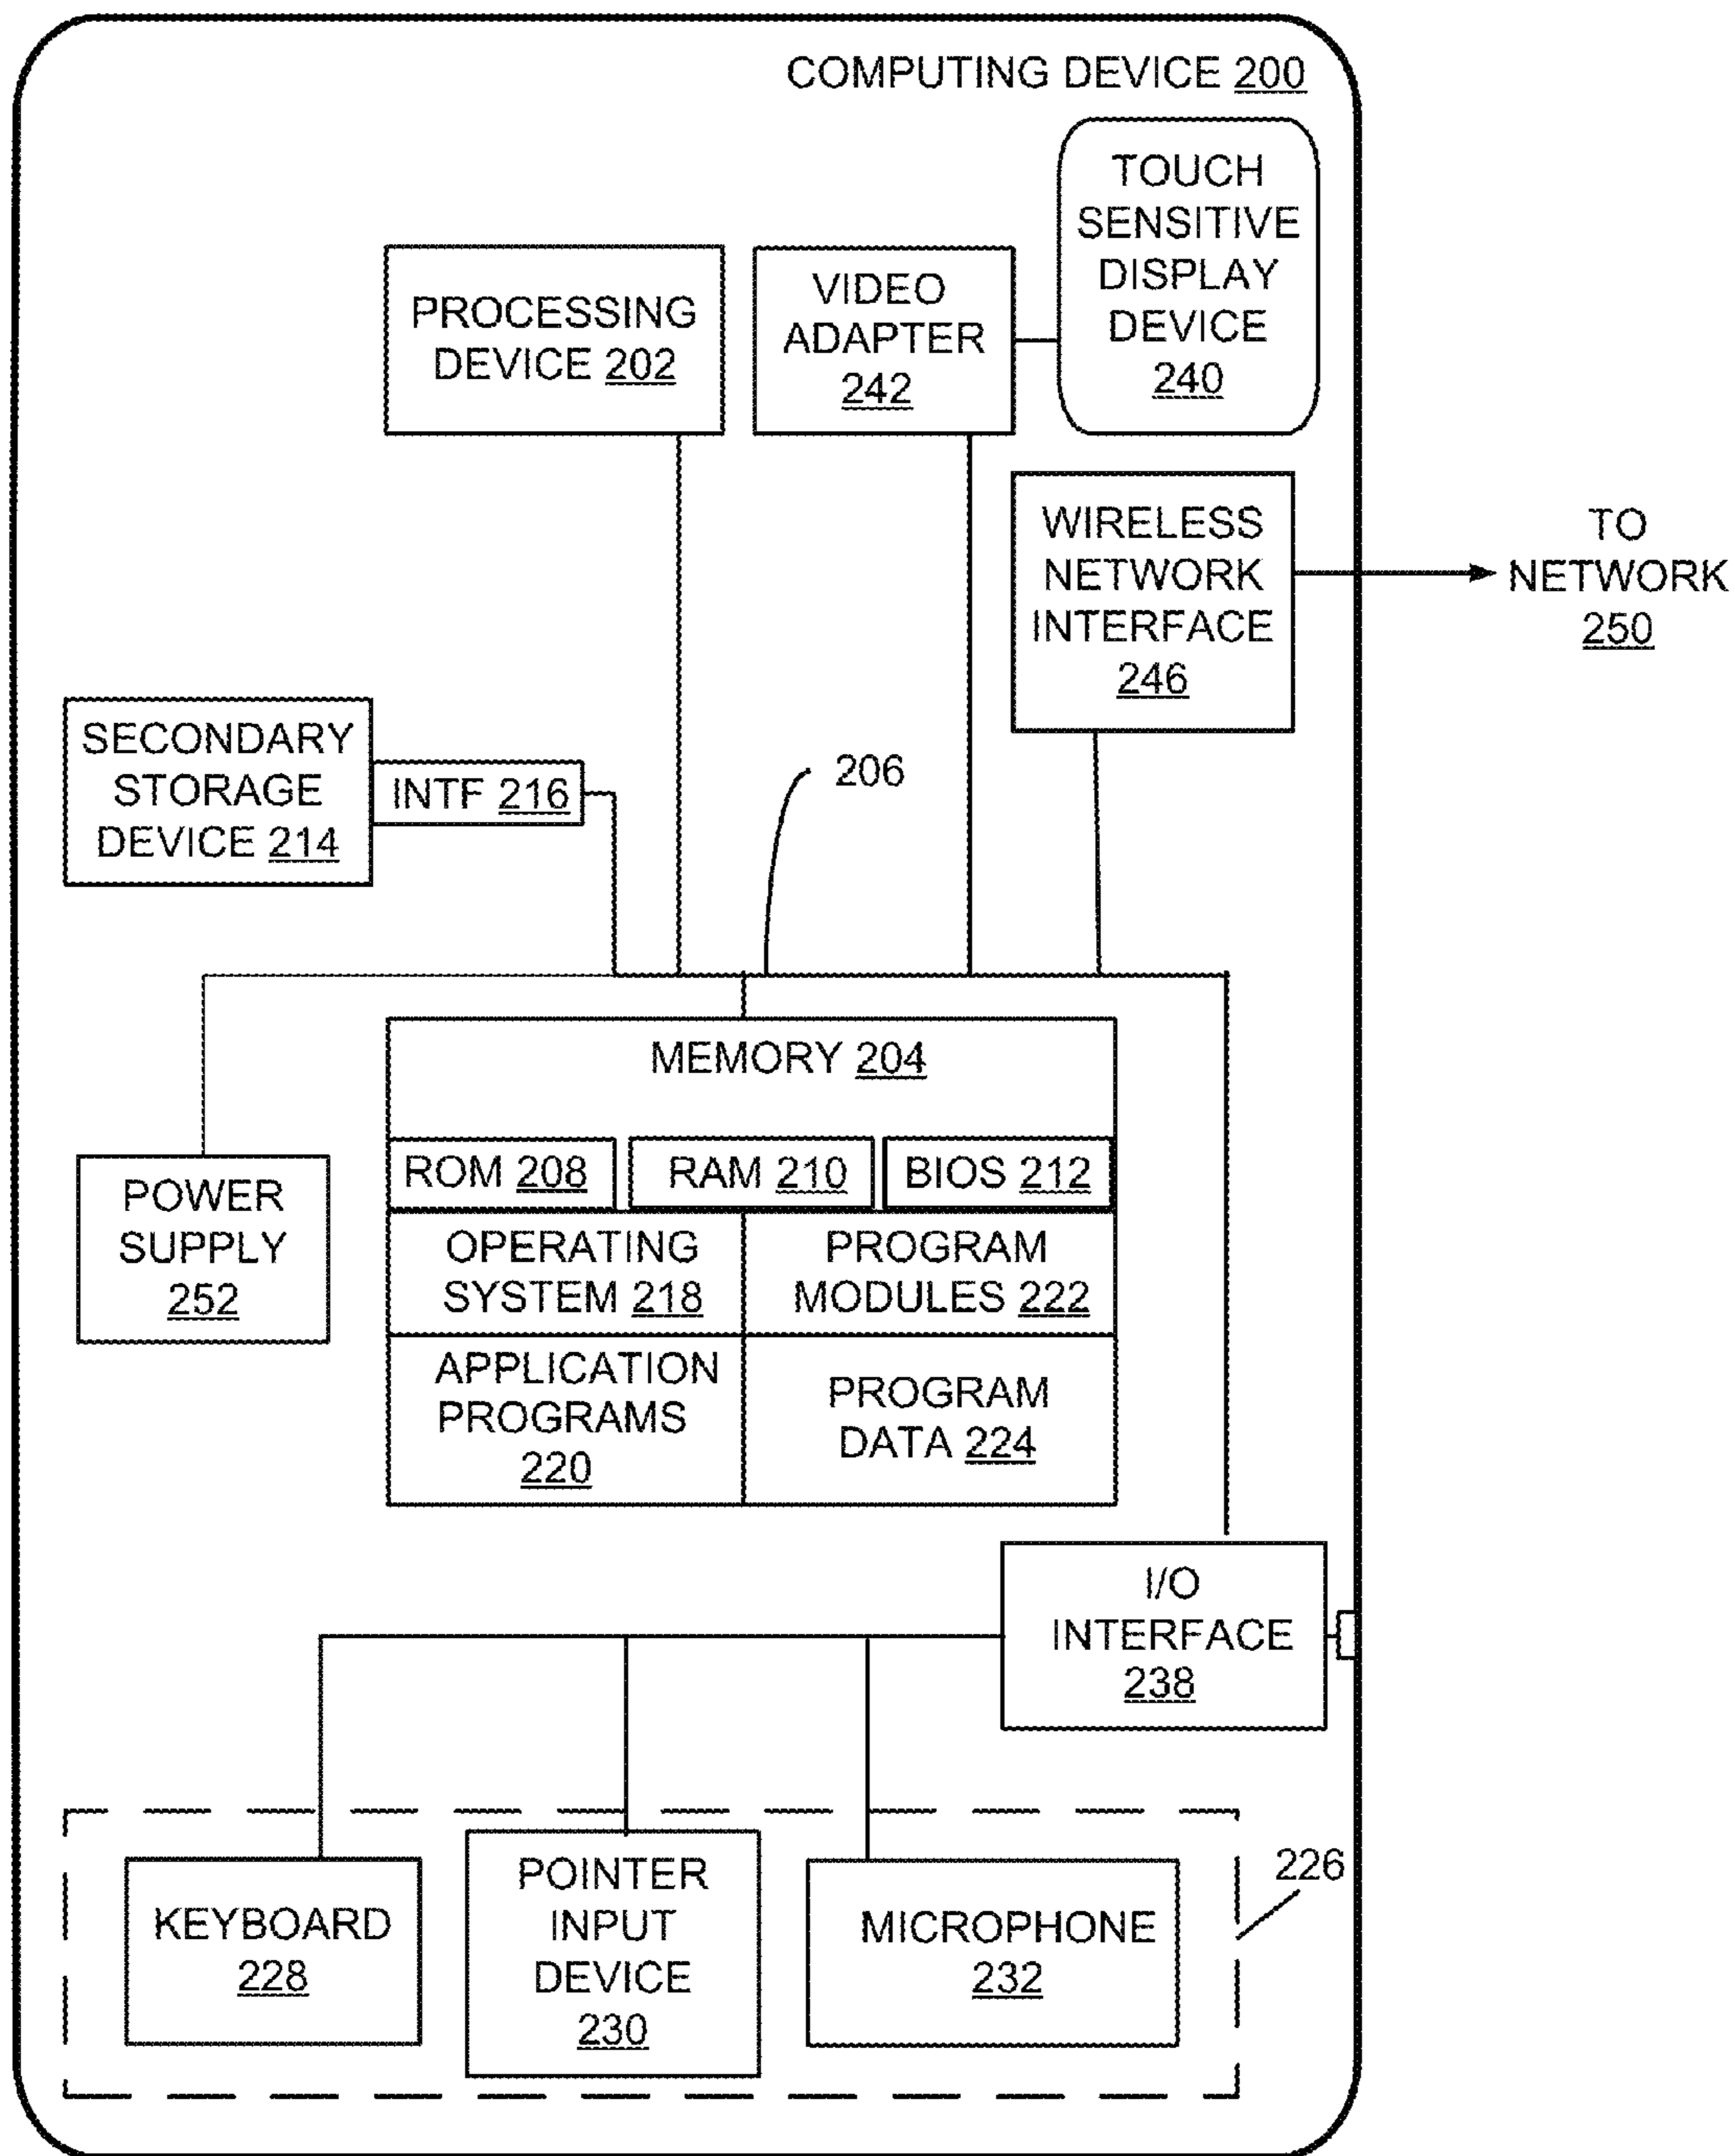 COMPUTING DEVICE 200
TOUCH
SENSITIVE
DISPLAY
DEVICE
240
PROCESSING
DEVICE 202
VIDEO
ADAPTER
242
WIRELESS
NETWORK
INTERFACE
246
TO
NETWORK
250
SECONDARY
STORAGE
DEVICE 214
INTF 216
206
MEMORY 204
ROM 208
RAM 210
BIOS 212
POWER
SUPPLY
252
OPERATING
SYSTEM 218
PROGRAM
MODULES 222
APPLICATION
PROGRAMS
220
PROGRAM
DATA 224
I/O
INTERFACE
238
226
KEYBOARD
228
POINTER
INPUT
DEVICE
230
MICROPHONE
232